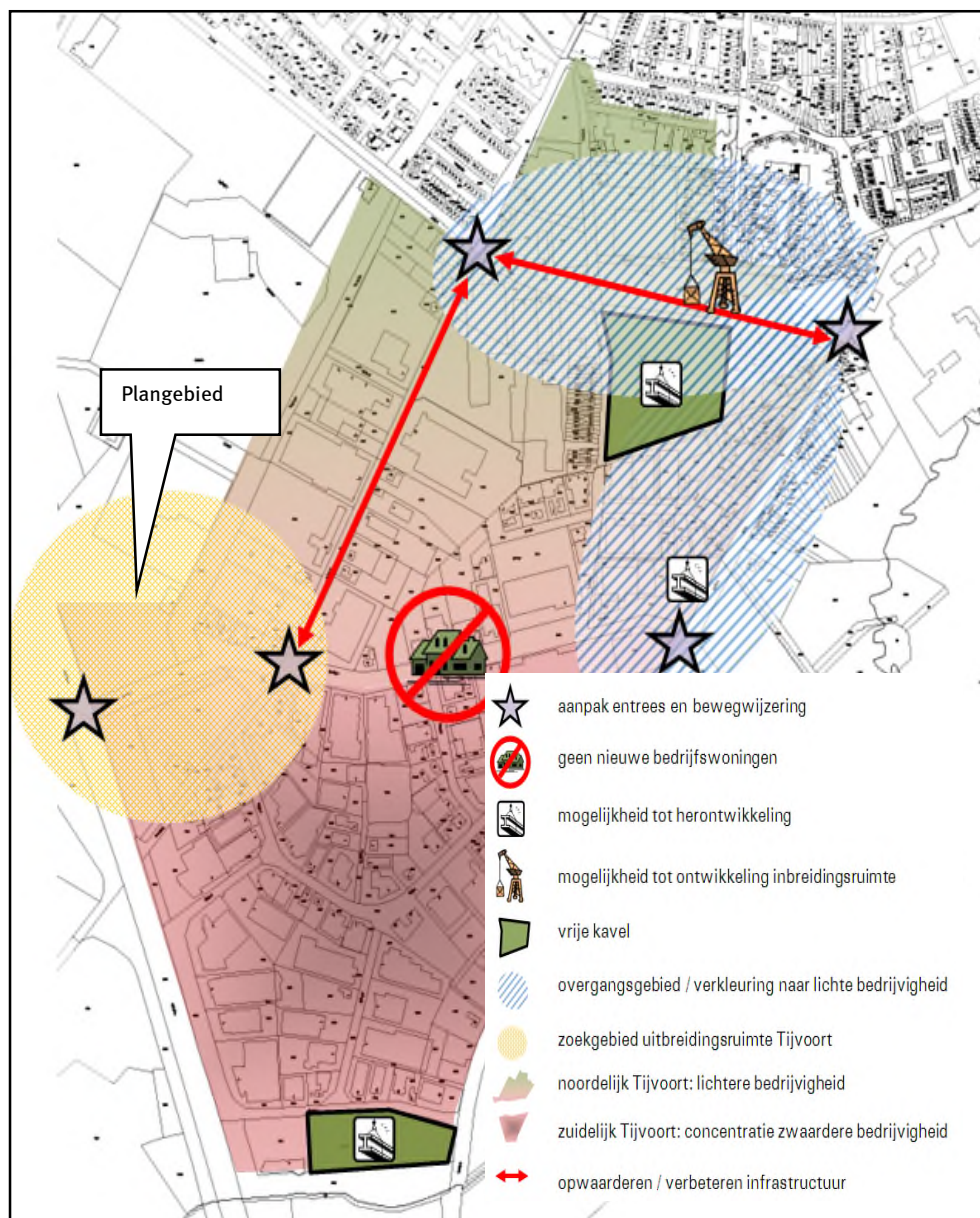 Plangebied
aanpak entrees en bewegwijzering
geen nieuwe bedrijfswoningen
mogelijkheid tot herontwikkeling
mogelijkheid tot ontwikkeling inbreidingsruimte
vrije kavel
overgangsgebied / verkleuring naar lichte bedrijvigheid
zoekgebied uitbreidingsruimte Tijvoort
noordelijk Tijvoort: lichtere bedrijvigheid
zuidelijk Tijvoort: concentratie zwaardere bedrijvigheid
opwaarderen / verbeteren infrastructuur